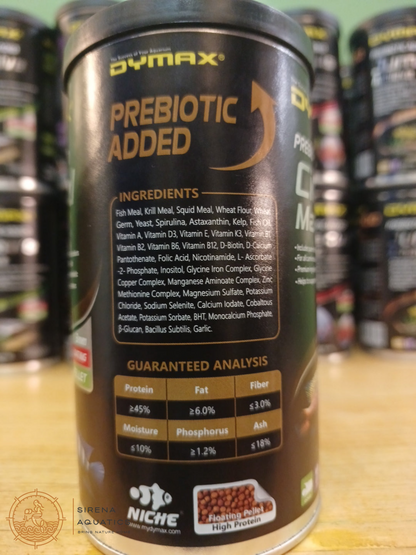 The Success of Your Aquarium
DYMAX
PREBIOTIC
ADDED
INGREDIENTS
Fish Meal, Krill Meal, Squid Meal, Wheat Flour, Wheat
Germ, Yeast, Spirulina, Astaxanthin, Kelp, Fish Oil,
Vitamin A, Vitamin D3, Vitamin E, Vitamin K3, Vitamin
Vitamin B2, Vitamin B6, Vitamin B12, D-Biotin, D-Calcium
Pantothenate, Folic Acid, Nicotinamide, L- Ascorbate
-2- Phosphate, Inositol, Glycine Iron Complex, Glycine
Copper Complex, Manganese Aminoate Complex, Zinc
Methionine Complex, Magnesium Sulfate, Potassium
Chloride, Sodium Selenite, Calcium Iodate, Cobaltous
Acetate, Potassium Sorbate, BHT, Monocalcium Phosphate,
β-Glucan, Bacillus Subtilis, Garlic.
GUARANTEED ANALYSIS
Protein Fat Fiber
≥45% ≥6.0% ≤3.0%
Moisture Phosphorus Ash
≤10% ≥1.2% ≤18%
NICHE
www.mydymax.com
Floating Pellet
High Protein
SIRENA
AQUATIC